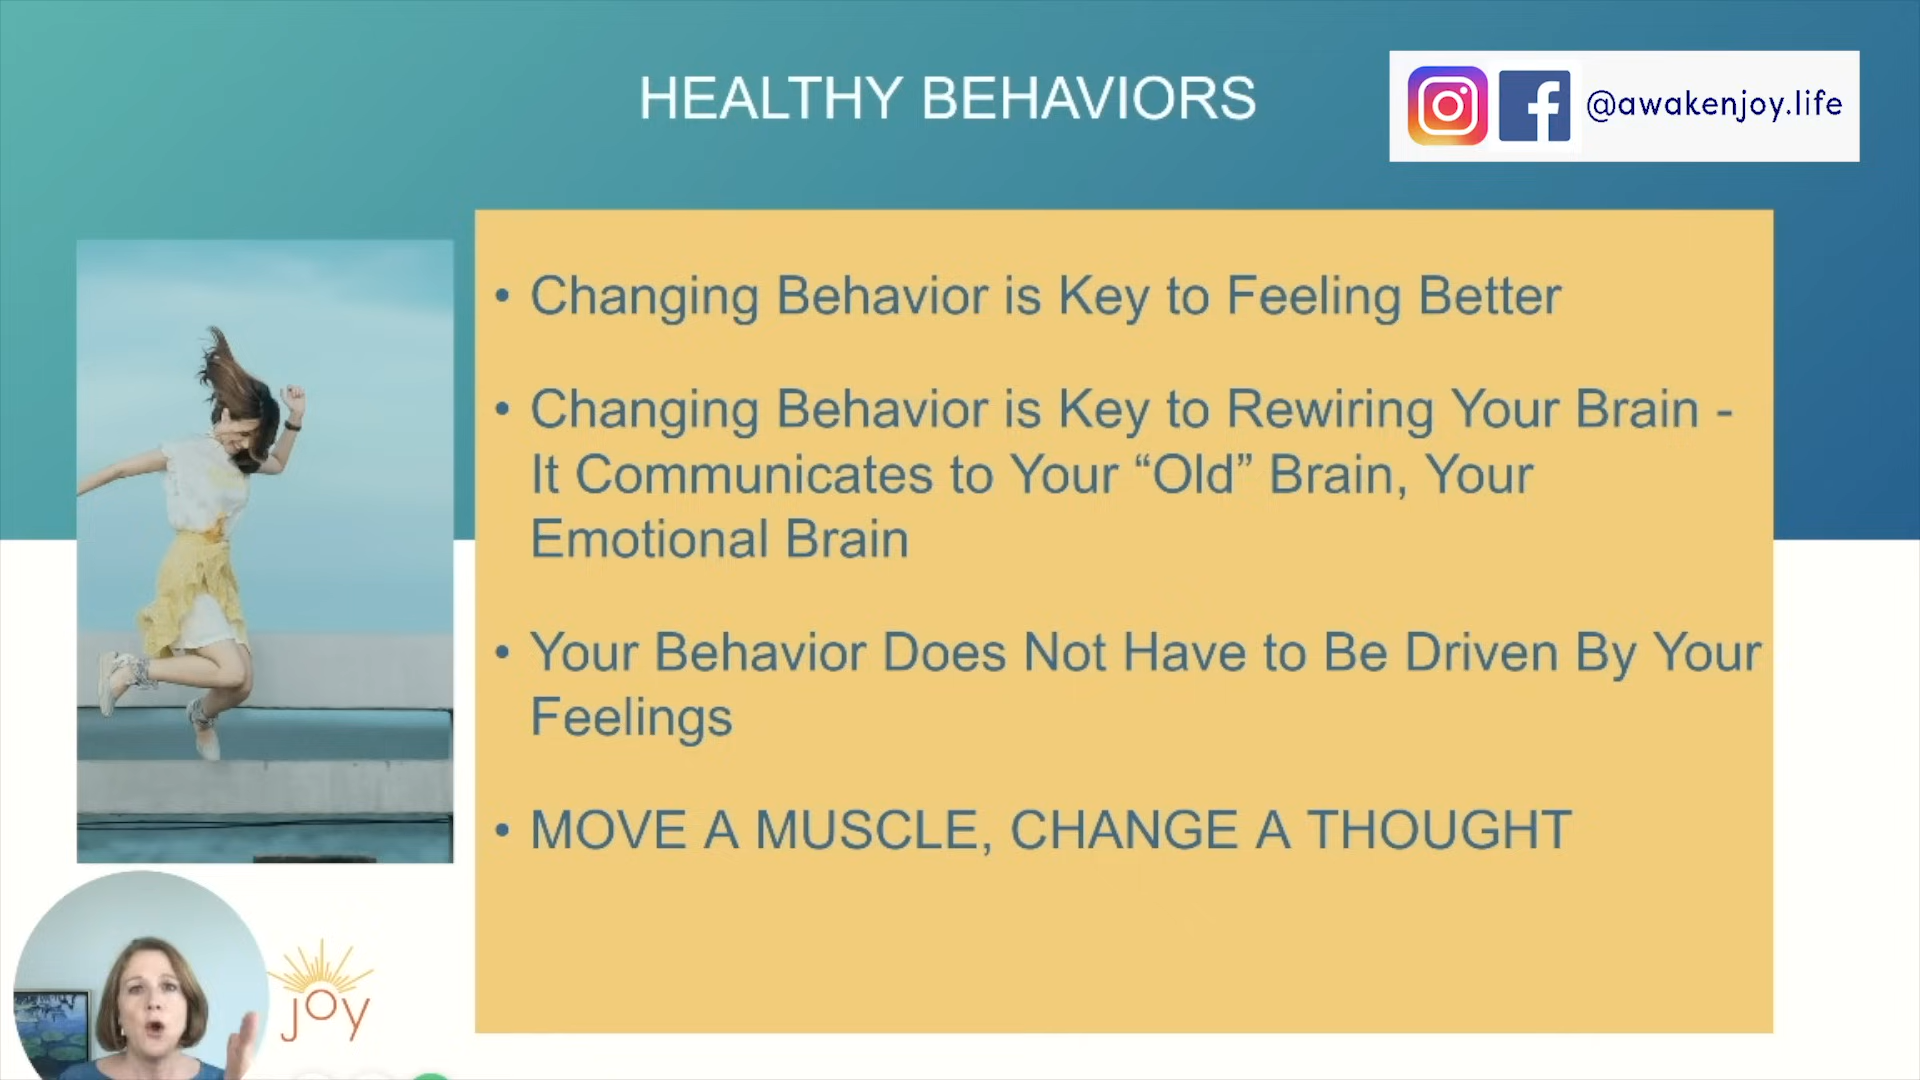 HEALTHY BEHAVIORS
@awakenjoy.life
• Changing Behavior is Key to Feeling Better
• Changing Behavior is Key to Rewiring Your Brain -
It Communicates to Your “Old” Brain, Your
Emotional Brain
• Your Behavior Does Not Have to Be Driven By Your
Feelings
• MOVE A MUSCLE, CHANGE A THOUGHT
joy